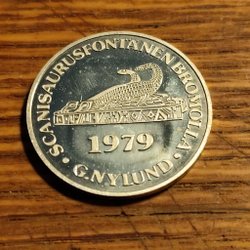 SCANISAURUSFONTÄNEN BROMÖLLA
1979
• G.NYLUND •